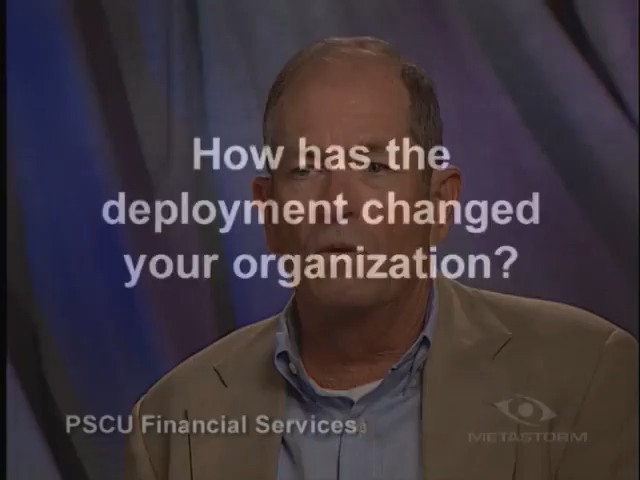 How has the
deployment changed
your organization?
PSCU Financial Services
METASTORM